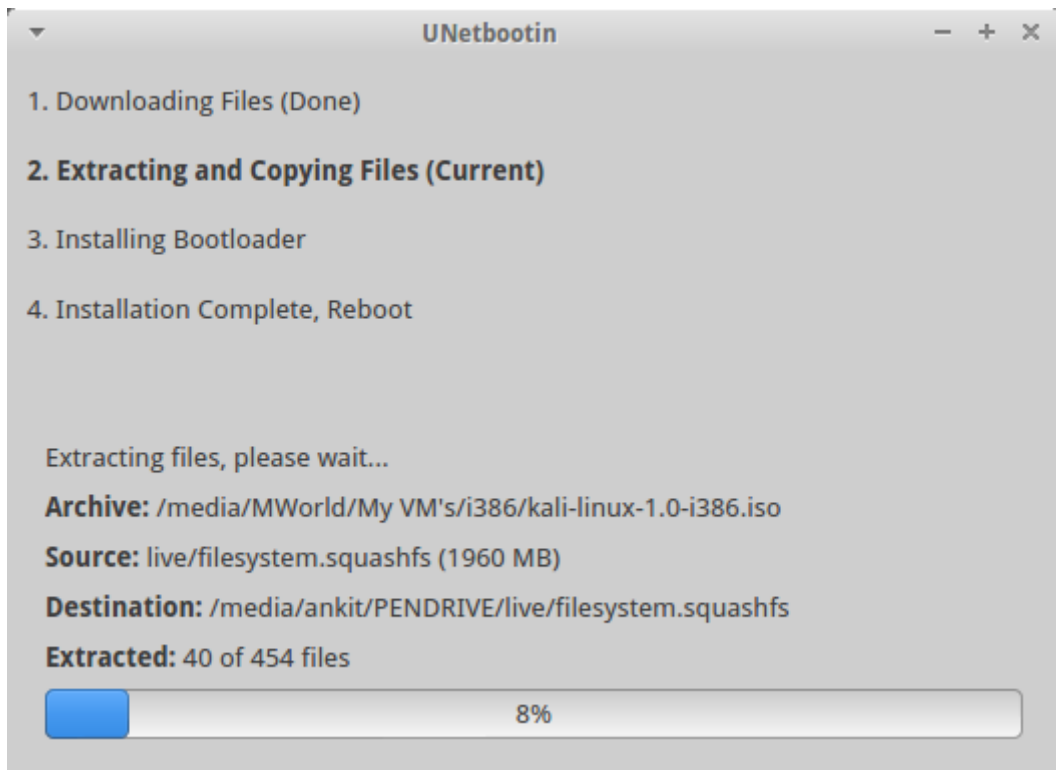 UNetbootin
1. Downloading Files (Done)
2. Extracting and Copying Files (Current)
3. Installing Bootloader
4. Installation Complete, Reboot
Extracting files, please wait...
Archive: /media/MWorld/My VM's/i386/kali-linux-1.0-i386.iso
Source: live/filesystem.squashfs (1960 MB)
Destination: /media/ankit/PENDRIVE/live/filesystem.squashfs
Extracted: 40 of 454 files
8%